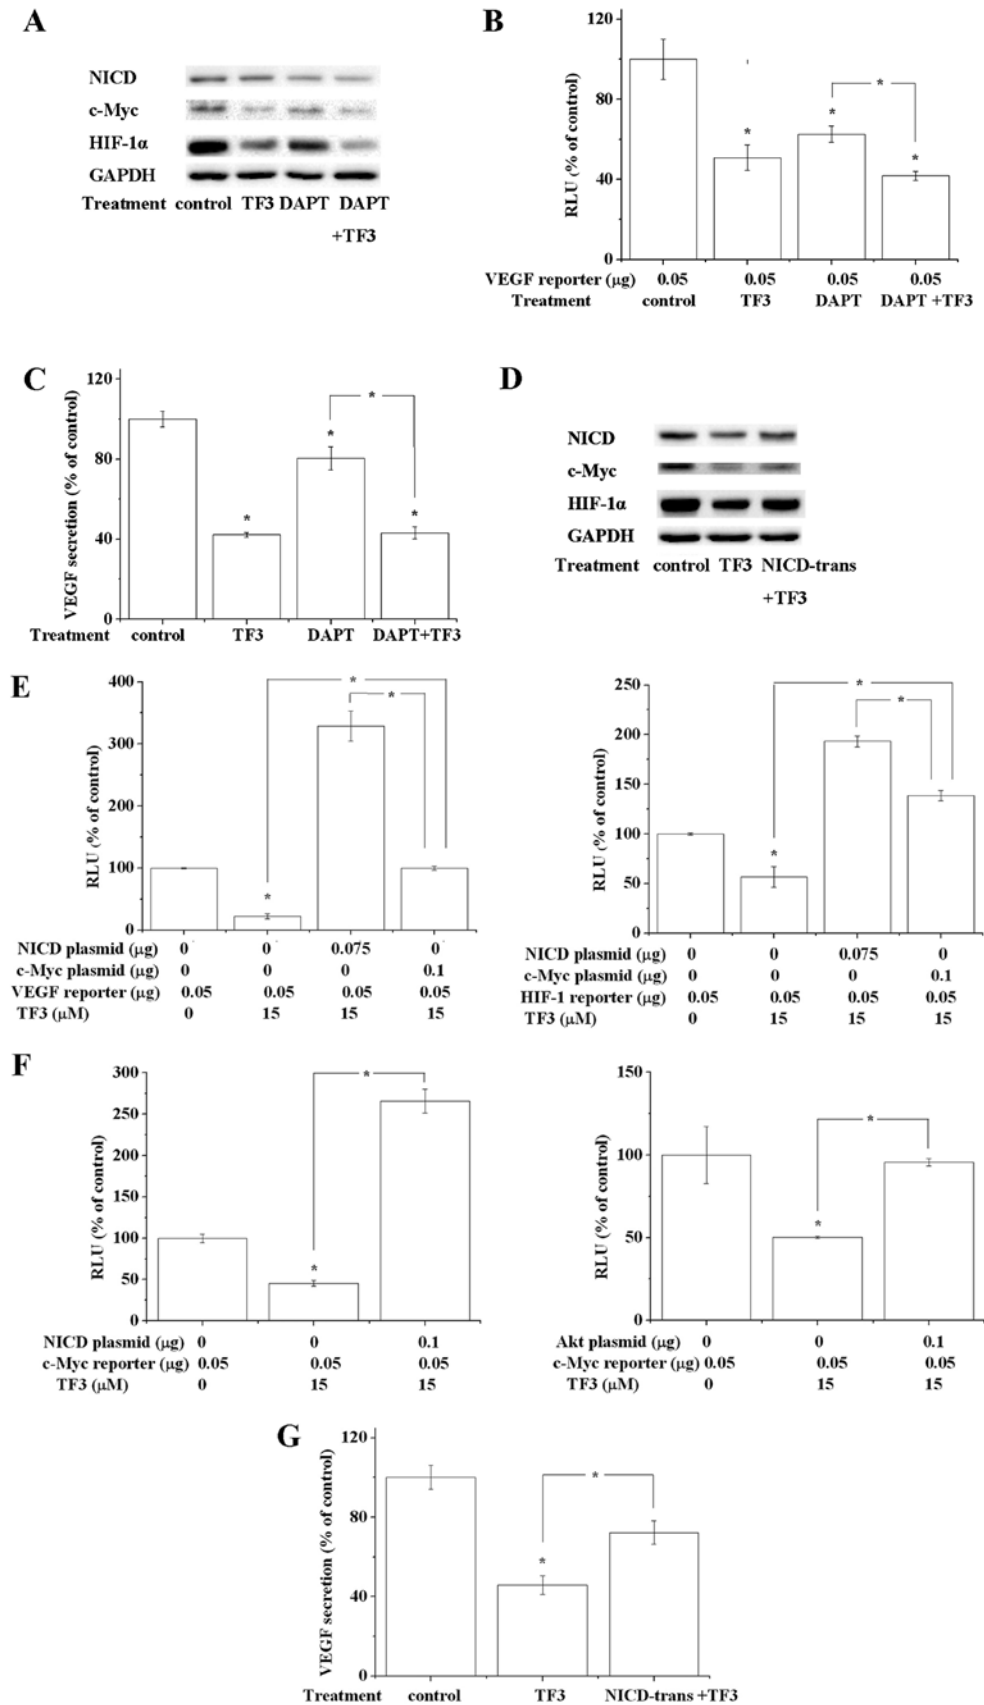 A
NICD
c-Myc
HIF-1α
GAPDH
Treatment control TF3 DAPT DAPT
+TF3
B
RLU (% of control)
120
80
40
0
* * * *
VEGF reporter (μg) 0.05 0.05 0.05 0.05
Treatment control TF3 DAPT DAPT +TF3
C
VEGF secretion (% of control)
120
80
40
0
* * * *
Treatment control TF3 DAPT DAPT+TF3
D
NICD
c-Myc
HIF-1α
GAPDH
Treatment control TF3 NICD-trans
+TF3
E
RLU (% of control)
400
300
200
100
0
* * *
NICD plasmid (μg) 0 0 0.075 0
c-Myc plasmid (μg) 0 0 0 0.1
VEGF reporter (μg) 0.05 0.05 0.05 0.05
TF3 (μM) 0 15 15 15
RLU (% of control)
250
200
150
100
50
0
* * *
NICD plasmid (μg) 0 0 0.075 0
c-Myc plasmid (μg) 0 0 0 0.1
HIF-1 reporter (μg) 0.05 0.05 0.05 0.05
TF3 (μM) 0 15 15 15
F
RLU (% of control)
300
250
200
150
100
50
0
* *
NICD plasmid (μg) 0 0 0.1
c-Myc reporter (μg) 0.05 0.05 0.05
TF3 (μM) 0 15 15
RLU (% of control)
150
100
50
0
* *
Akt plasmid (μg) 0 0 0.1
c-Myc reporter (μg) 0.05 0.05 0.05
TF3 (μM) 0 15 15
G
VEGF secretion (% of control)
120
80
40
0
* *
Treatment control TF3 NICD-trans +TF3